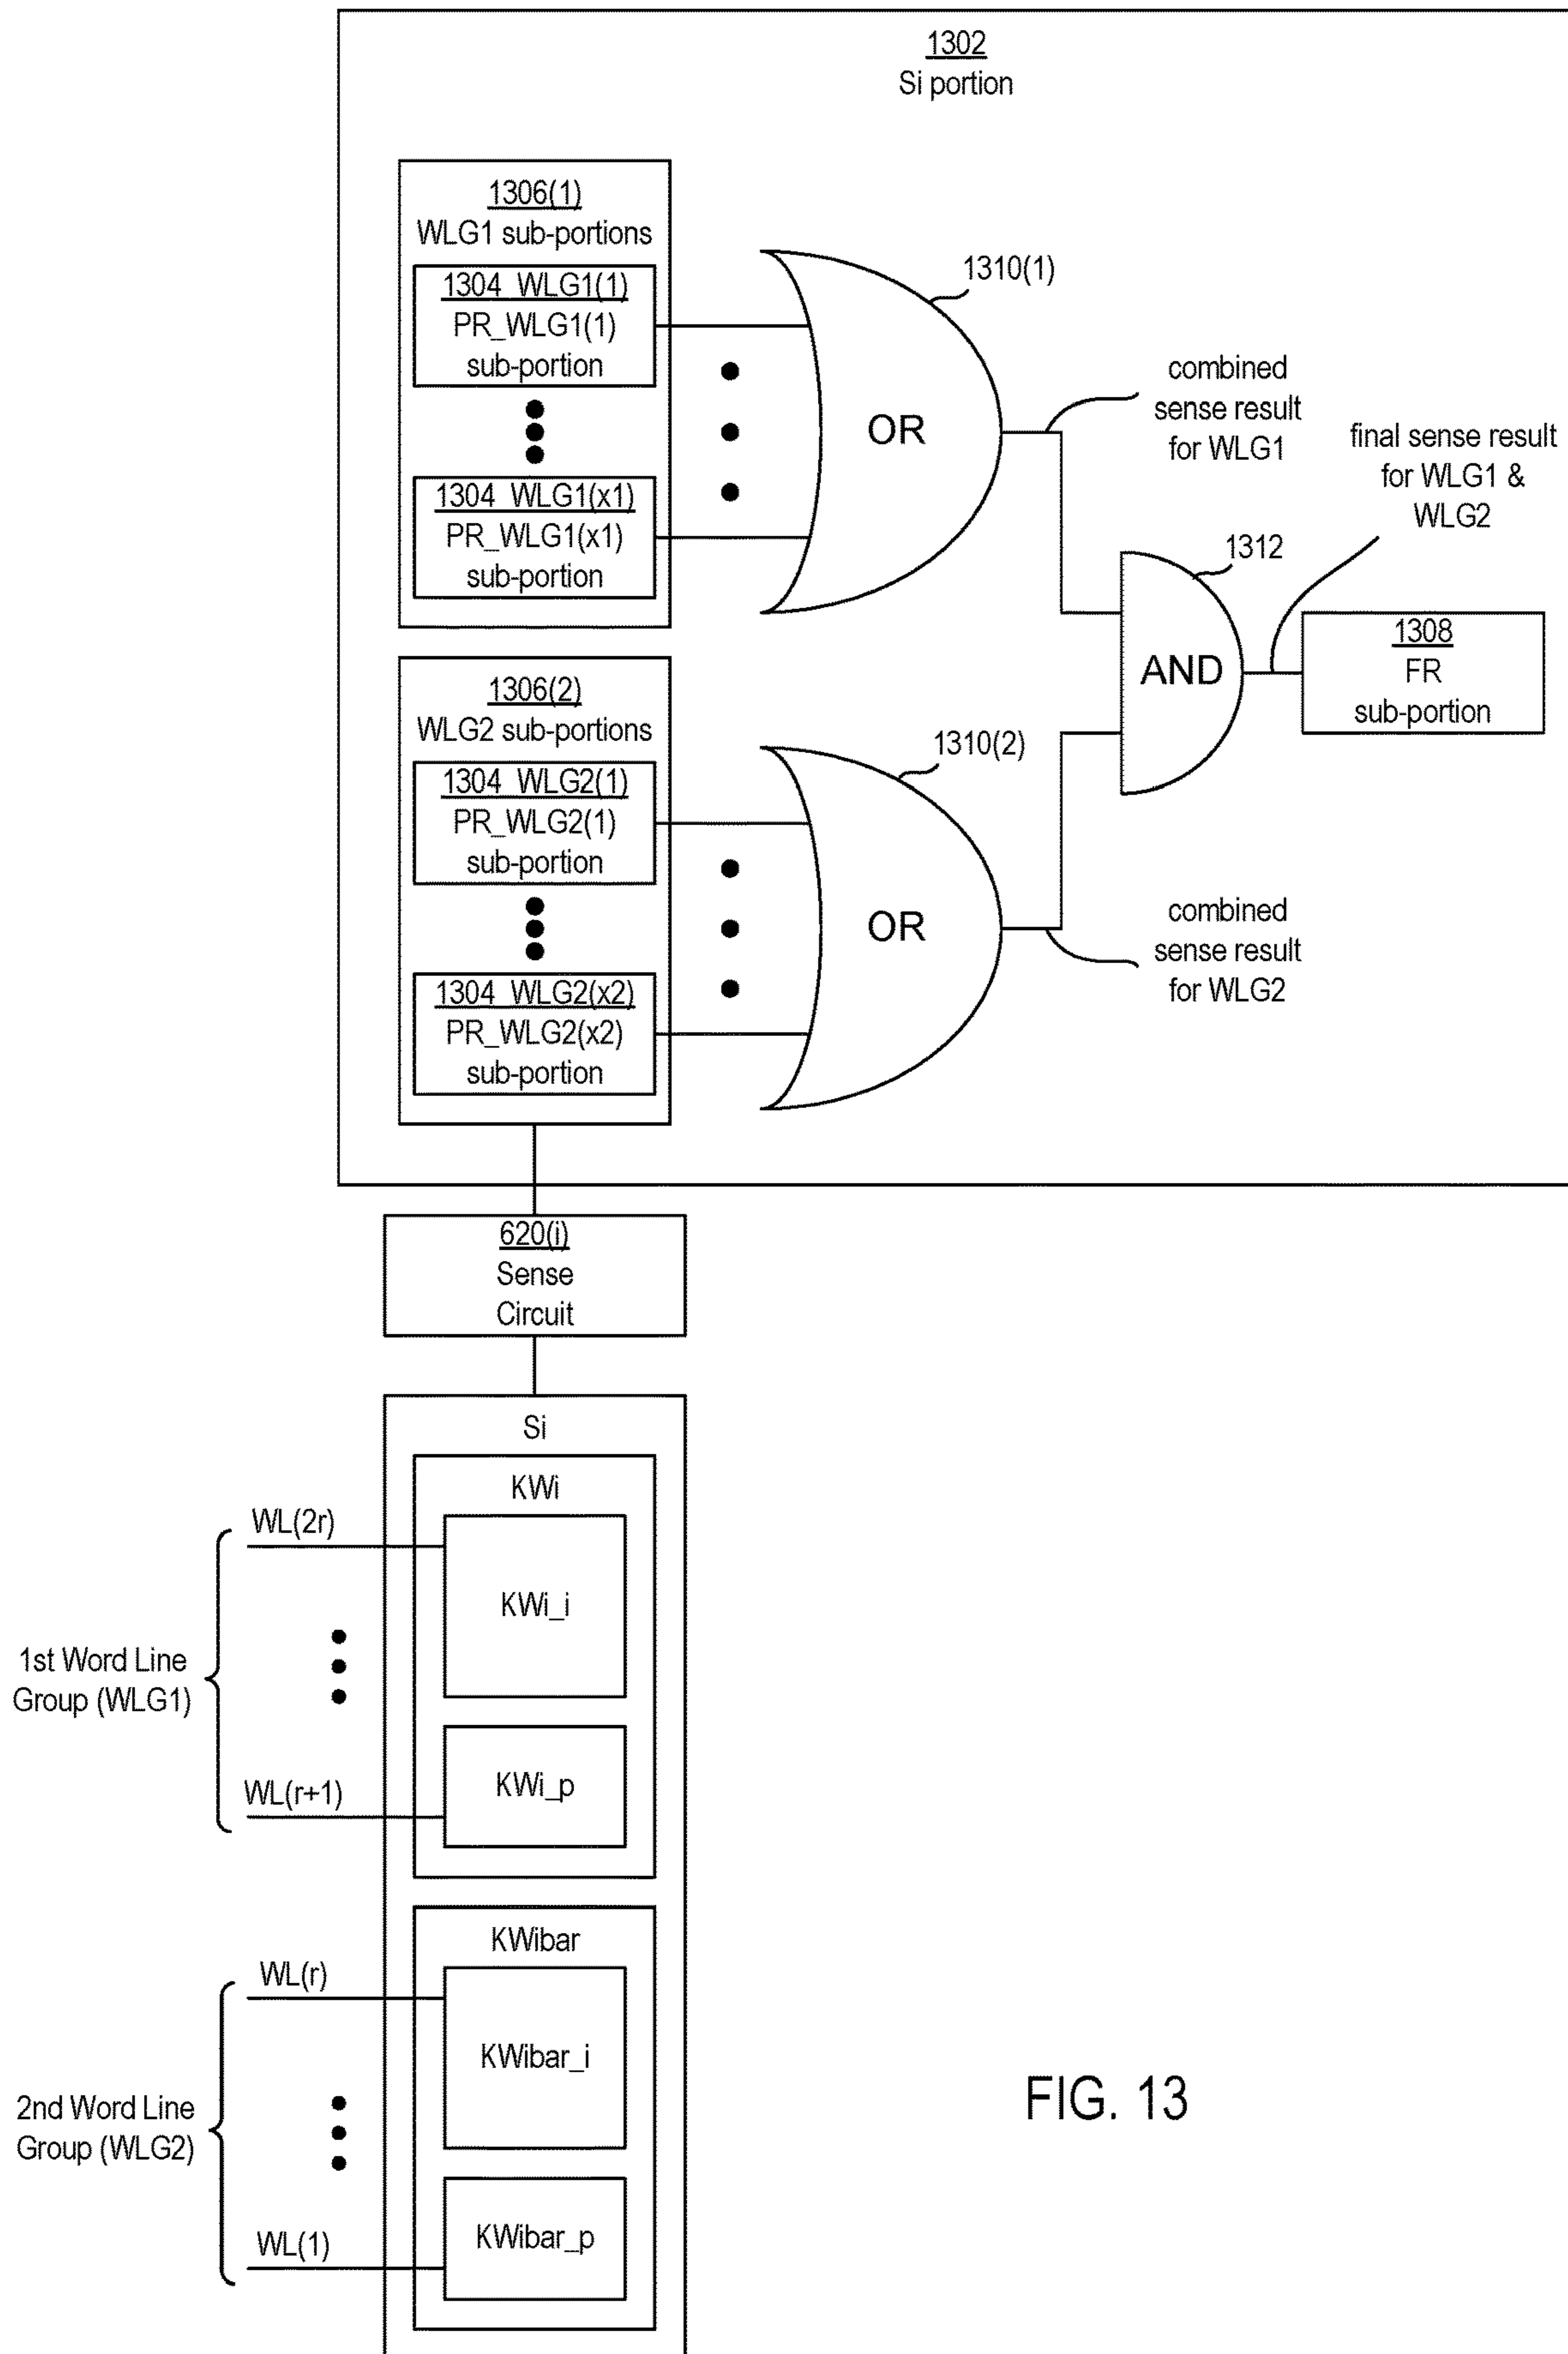 1302
Si portion
1306(1)
WLG1 sub-portions
1304_WLG1(1)
PR_WLG1(1)
sub-portion
1304_WLG1(x1)
PR_WLG1(x1)
sub-portion
OR
1310(1)
combined
sense result
for WLG1
final sense result
for WLG1 &
WLG2
1312
AND
1308
FR
sub-portion
1306(2)
WLG2 sub-portions
1304_WLG2(1)
PR_WLG2(1)
sub-portion
1304_WLG2(x2)
PR_WLG2(x2)
sub-portion
OR
1310(2)
combined
sense result
for WLG2
620(i)
Sense
Circuit
Si
KWi
WL(2r)
KWi_i
1st Word Line
Group (WLG1)
WL(r+1)
KWi_p
KWibar
WL(r)
KWibar_i
2nd Word Line
Group (WLG2)
WL(1)
KWibar_p
FIG. 13